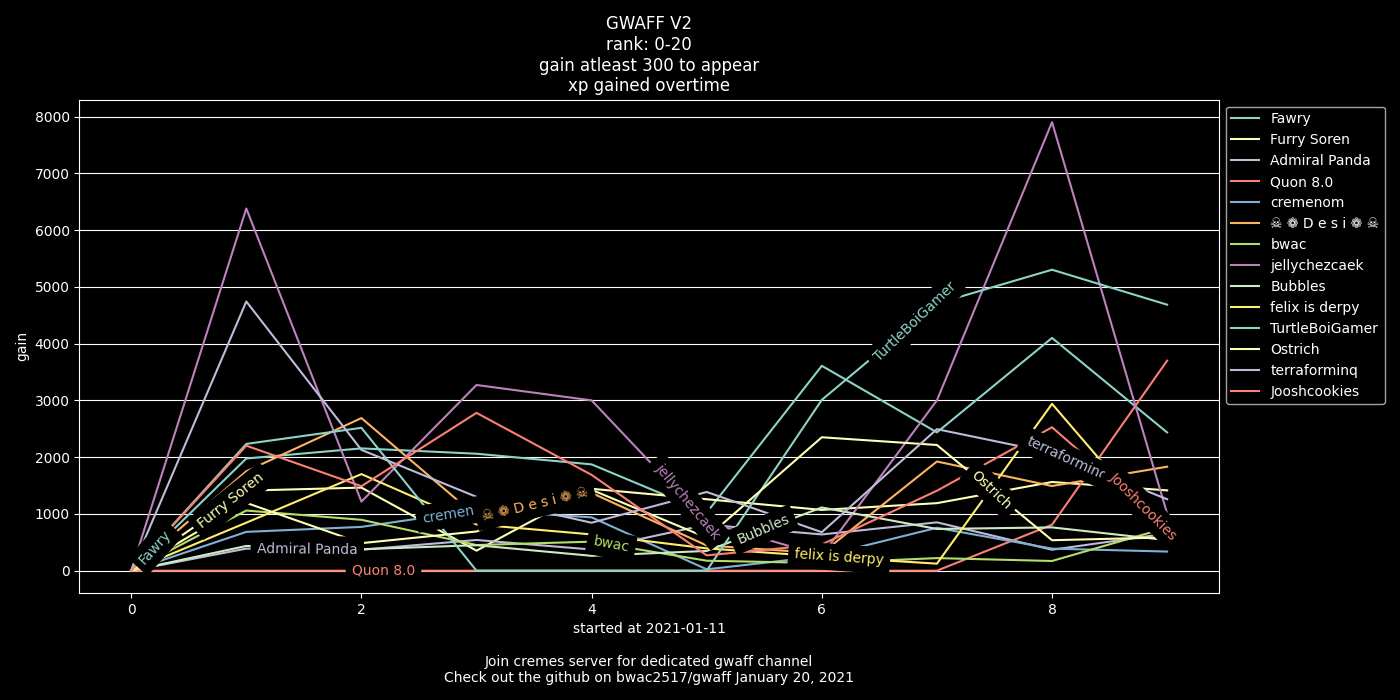 GWAFF V2
rank: 0-20
gain atleast 300 to appear
xp gained overtime
gain
8000
7000
6000
5000
4000
3000
2000
1000
0
0 2 4 6 8
started at 2021-01-11
Fawry
Furry Soren
Admiral Panda
Quon 8.0
cremen
☠ ❁ D e s i ❁ ☠
bwac
jellychezcaek
Bubbles
felix is derpy
TurtleBoiGamer
Ostrich
terraforminq
Jooshcookies
Fawry
Furry Soren
Admiral Panda
Quon 8.0
cremenom
☠ ❁ D e s i ❁ ☠
bwac
jellychezcaek
Bubbles
felix is derpy
TurtleBoiGamer
Ostrich
terraforminq
Jooshcookies
Join cremes server for dedicated gwaff channel
Check out the github on bwac2517/gwaff January 20, 2021